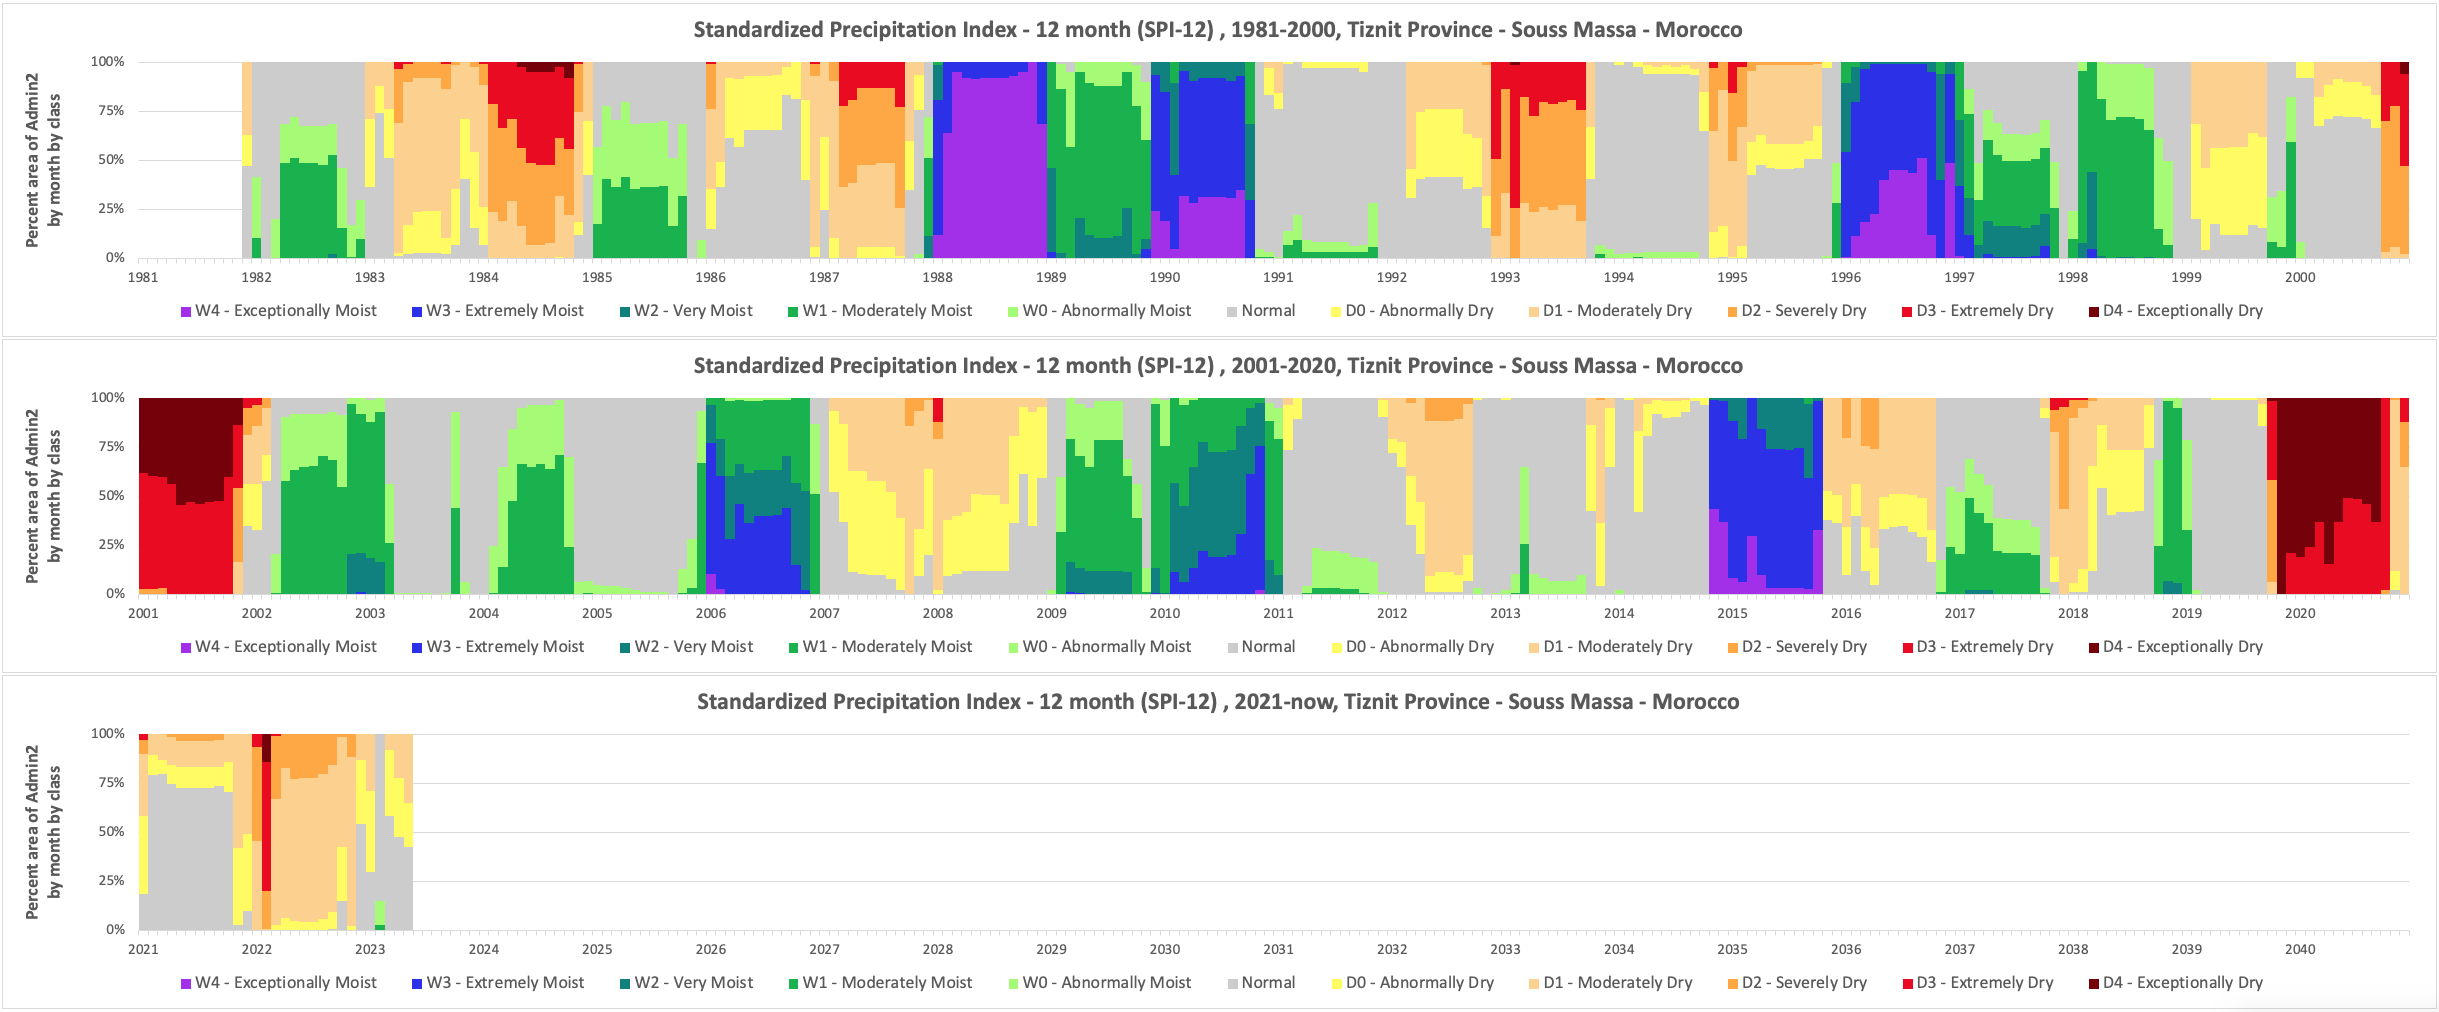 Standardized Precipitation Index - 12 month (SPI-12) , 1981-2000, Tiznit Province - Souss Massa - Morocco
Percent area of Admin2
by month by class
100%
75%
50%
25%
0%
1981 1982 1983 1984 1985 1986 1987 1988 1989 1990 1991 1992 1993 1994 1995 1996 1997 1998 1999 2000
W4 - Exceptionally Moist W3 - Extremely Moist W2 - Very Moist W1 - Moderately Moist W0 - Abnormally Moist Normal D0 - Abnormally Dry D1 - Moderately Dry D2 - Severely Dry D3 - Extremely Dry D4 - Exceptionally Dry
Standardized Precipitation Index - 12 month (SPI-12) , 2001-2020, Tiznit Province - Souss Massa - Morocco
Percent area of Admin2
by month by class
100%
75%
50%
25%
0%
2001 2002 2003 2004 2005 2006 2007 2008 2009 2010 2011 2012 2013 2014 2015 2016 2017 2018 2019 2020
W4 - Exceptionally Moist W3 - Extremely Moist W2 - Very Moist W1 - Moderately Moist W0 - Abnormally Moist Normal D0 - Abnormally Dry D1 - Moderately Dry D2 - Severely Dry D3 - Extremely Dry D4 - Exceptionally Dry
Standardized Precipitation Index - 12 month (SPI-12) , 2021-now, Tiznit Province - Souss Massa - Morocco
Percent area of Admin2
by month by class
100%
75%
50%
25%
0%
2021 2022 2023 2024 2025 2026 2027 2028 2029 2030 2031 2032 2033 2034 2035 2036 2037 2038 2039 2040
W4 - Exceptionally Moist W3 - Extremely Moist W2 - Very Moist W1 - Moderately Moist W0 - Abnormally Moist Normal D0 - Abnormally Dry D1 - Moderately Dry D2 - Severely Dry D3 - Extremely Dry D4 - Exceptionally Dry